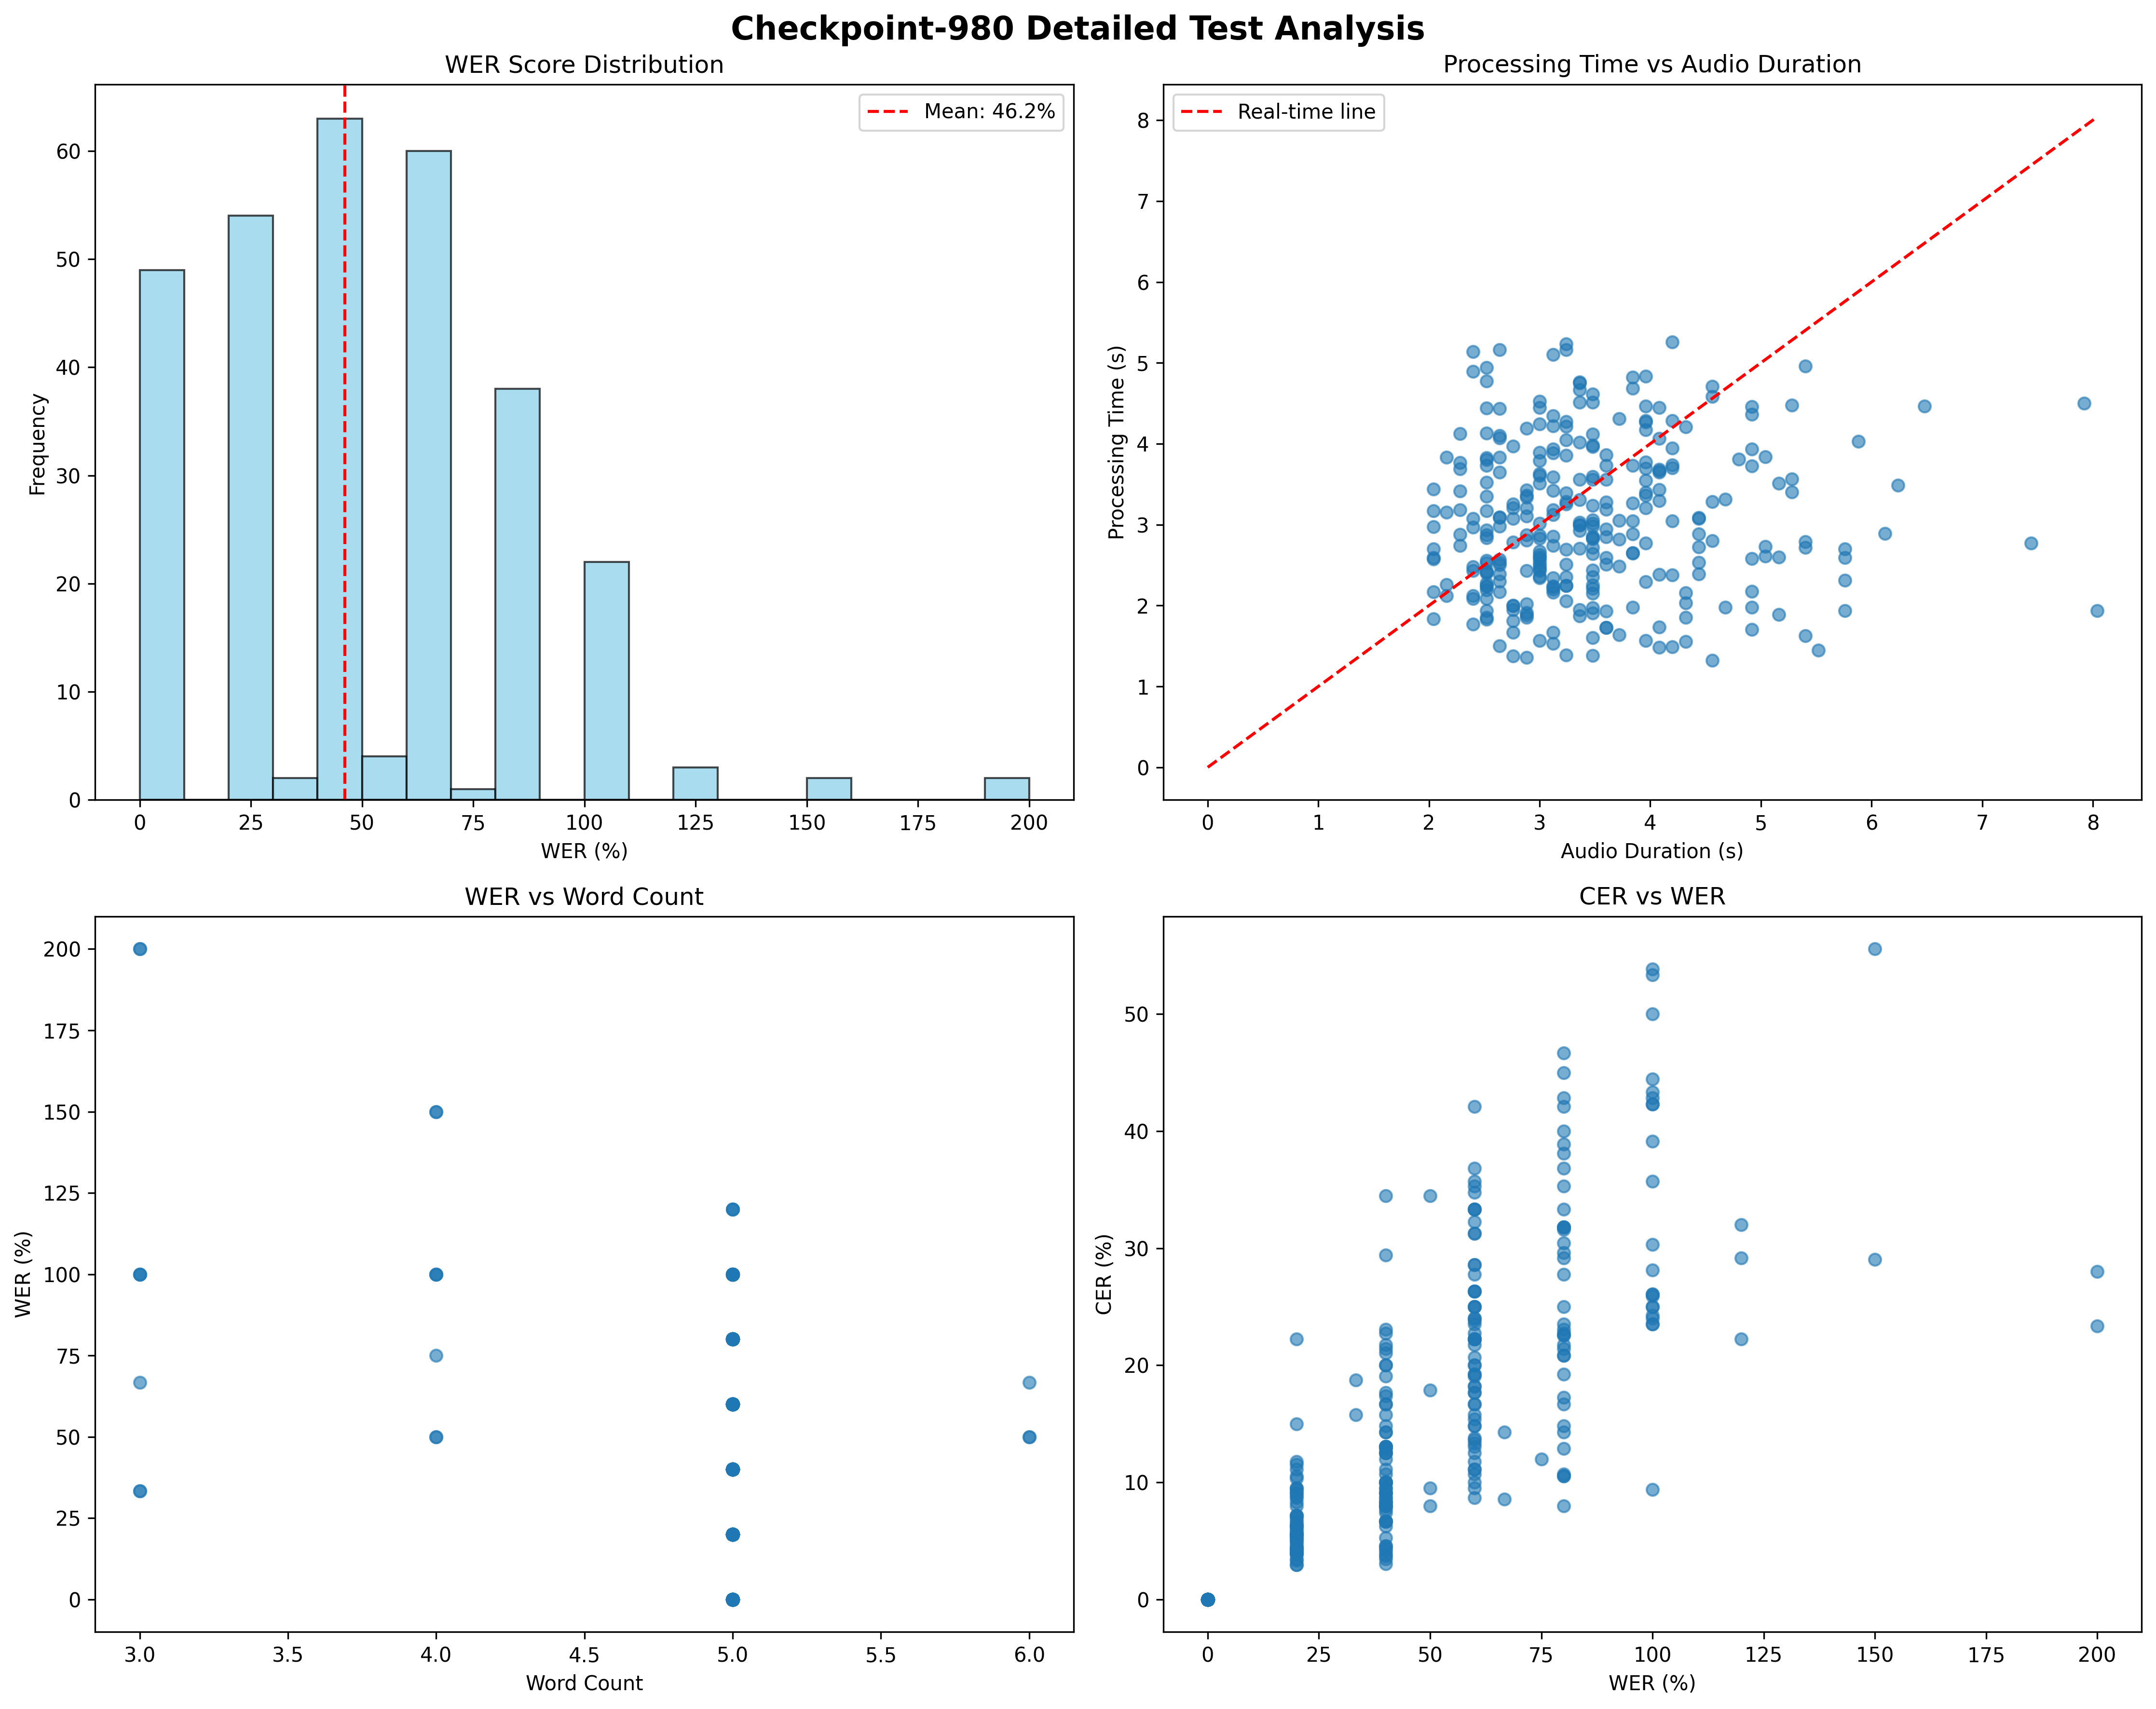 Checkpoint-980 Detailed Test Analysis
WER Score Distribution
Mean: 46.2%
Frequency
60
50
40
30
20
10
0
0 25 50 75 100 125 150 175 200
WER (%)
Processing Time vs Audio Duration
Real-time line
Processing Time (s)
8
7
6
5
4
3
2
1
0
0 1 2 3 4 5 6 7 8
Audio Duration (s)
WER vs Word Count
WER (%)
200
175
150
125
100
75
50
25
0
3.0 3.5 4.0 4.5 5.0 5.5 6.0
Word Count
CER vs WER
CER (%)
50
40
30
20
10
0
0 25 50 75 100 125 150 175 200
WER (%)